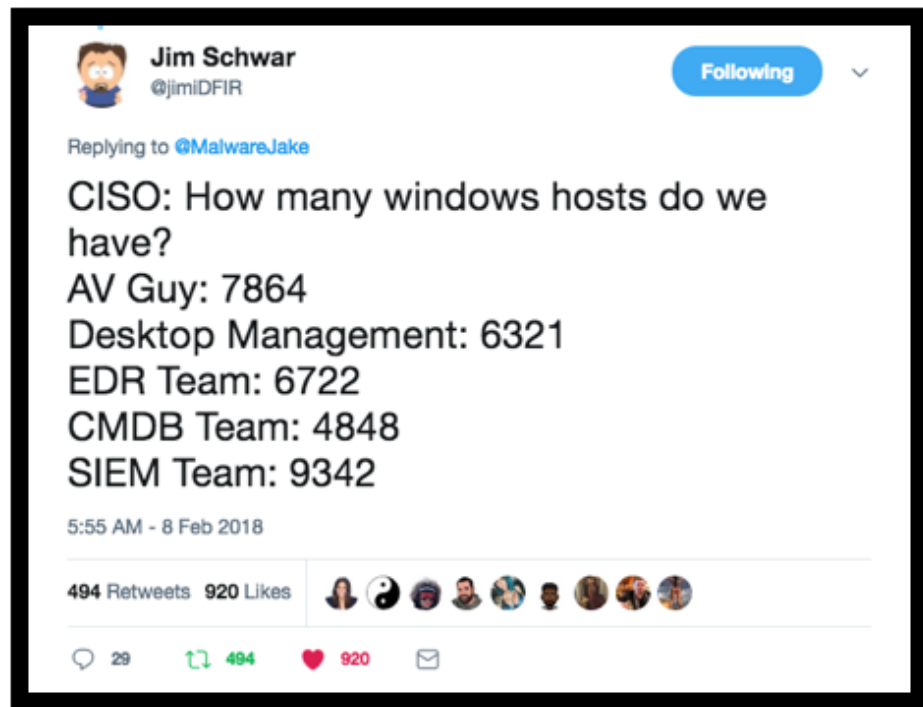 Jim Schwar
@jimiDFIR
Following
Replying to @MalwareJake
CISO: How many windows hosts do we
have?
AV Guy: 7864
Desktop Management: 6321
EDR Team: 6722
CMDB Team: 4848
SIEM Team: 9342
5:55 AM - 8 Feb 2018
494 Retweets 920 Likes
29 494 920